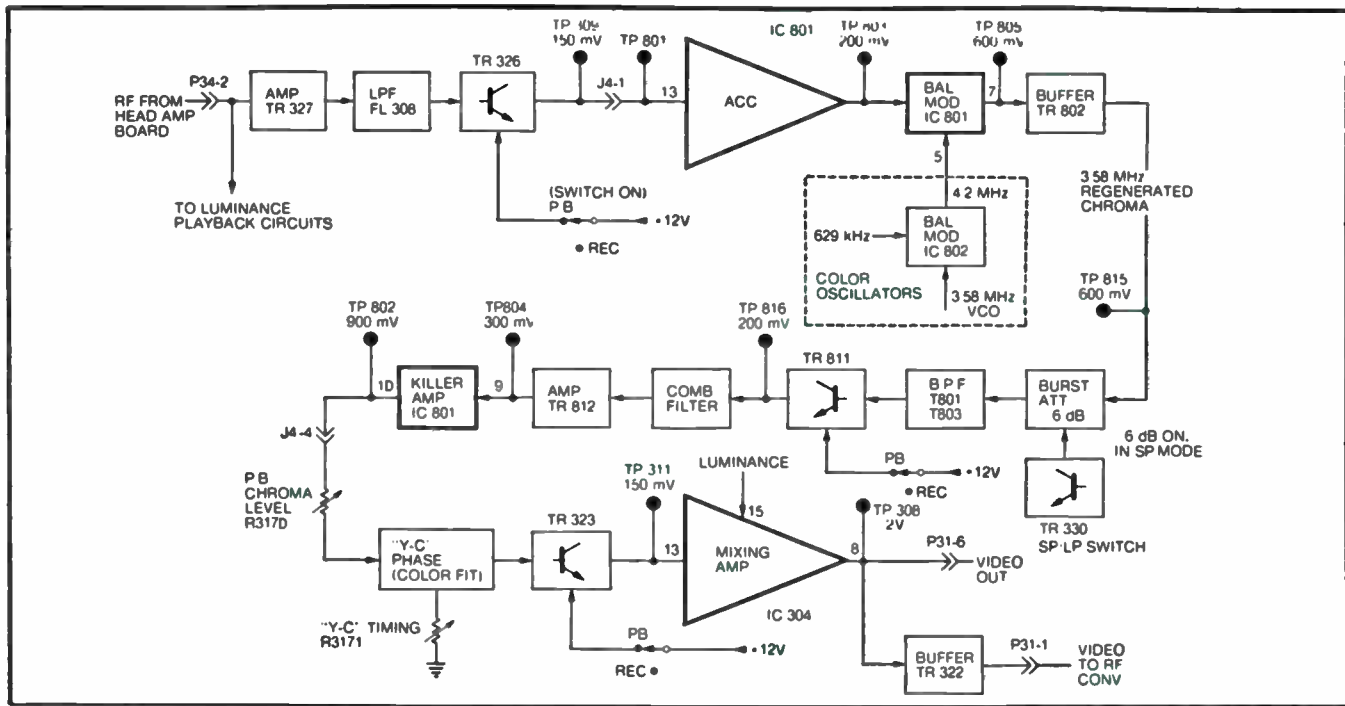 TP 309
150 mV
TP 801
IC 801
TP 805
600 mV
200 mV
P34-2
RF FROM
HEAD AMP
BOARD
AMP
TR 327
LPF
FL 308
TR 326
J4-1
13
ACC
BAL
MOD
IC 801
7
BUFFER
TR 802
5
TO LUMINANCE
PLAYBACK CIRCUITS
(SWITCH ON)
P B
• 12V
• REC
4.2 MHz
629 kHz
BAL
MOD
IC 802
COLOR
OSCILLATORS
3 58 MHz
VCO
3 58 MHz
REGENERATED
CHROMA
TP 815
600 mV
TP 802
900 mV
TP804
300 mV
TP 816
200 mV
TR 811
10
KILLER
AMP
IC 801
9
AMP
TR 812
COMB
FILTER
B P F
T801
T803
BURST
ATT
6 dB
6 dB ON.
IN SP MODE
TR 330
SP-LP SWITCH
PB
• 12V
• REC
J4-4
P B
CHROMA
LEVEL
R317D
"Y-C"
PHASE
(COLOR FIT)
"Y-C" TIMING
R3171
TR 323
PB
• 12V
REC •
TP 311
150 mV
LUMINANCE
15
13
MIXING
AMP
IC 304
8
TP 308
2V
P31-6
VIDEO
OUT
BUFFER
TR 322
P31-1
VIDEO
TO RF
CONV